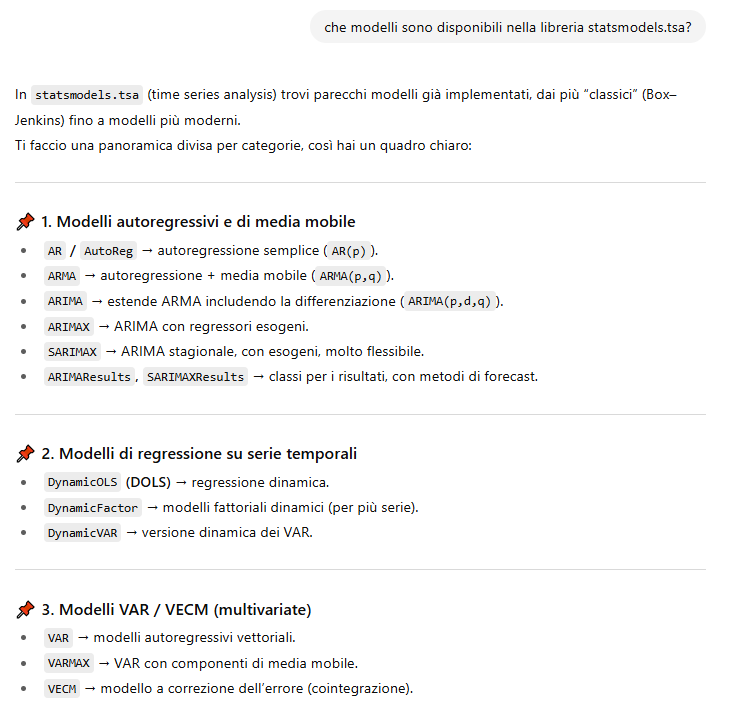 che modelli sono disponibili nella libreria statsmodels.tsa?
In statsmodels.tsa (time series analysis) trovi parecchi modelli già implementati, dai più “classici” (Box–
Jenkins) fino a modelli più moderni.
Ti faccio una panoramica divisa per categorie, così hai un quadro chiaro:
📌 1. Modelli autoregressivi e di media mobile
• AR / AutoReg → autoregressione semplice ( AR(p) ).
• ARMA → autoregressione + media mobile ( ARMA(p,q) ).
• ARIMA → estende ARMA includendo la differenziazione ( ARIMA(p,d,q) ).
• ARIMAX → ARIMA con regressori esogeni.
• SARIMAX → ARIMA stagionale, con esogeni, molto flessibile.
• ARIMAResults , SARIMAXResults → classi per i risultati, con metodi di forecast.
📌 2. Modelli di regressione su serie temporali
• DynamicOLS (DOLS) → regressione dinamica.
• DynamicFactor → modelli fattoriali dinamici (per più serie).
• DynamicVAR → versione dinamica dei VAR.
📌 3. Modelli VAR / VECM (multivariate)
• VAR → modelli autoregressivi vettoriali.
• VARMAX → VAR con componenti di media mobile.
• VECM → modello a correzione dell’errore (cointegrazione).